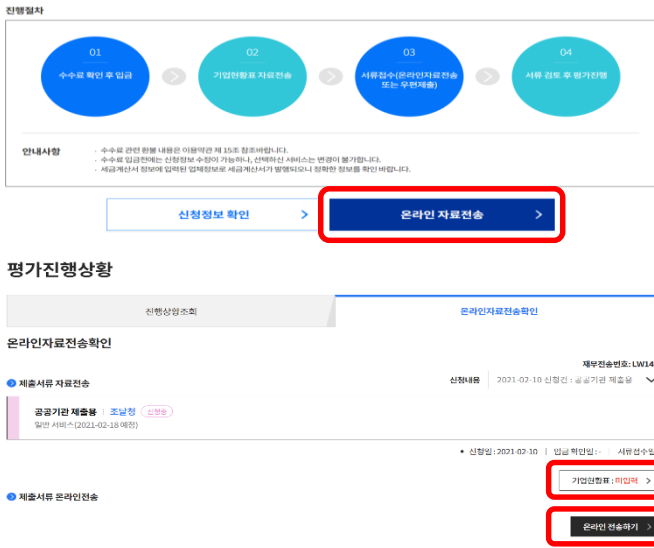 진행절차
01
수수료 확인 후 입금
02
기업현황표 자료전송
03
서류접수(온라인자료전송
또는 우편제출)
04
서류 검토 후 평가진행
안내사항
· 수수료 관련 환불 내용은 이용약관 제 15조 참조바랍니다.
· 수수료 입금전에는 신청정보 수정이 가능하나, 선택하신 서비스는 변경이 불가합니다.
· 세금계산서 정보에 입력된 업체정보로 세금계산서가 발행되오니 정확한 정보를 확인 바랍니다.
신청정보 확인 >
온라인 자료전송 >
평가진행상황
진행상황조회
온라인자료전송확인
온라인자료전송확인
재무전송번호: LW14
제출서류 자료전송
신청내용 2021-02-10 신청건 : 공공기관 제출용
공공기관 제출용 | 조달청 신청중
일반 서비스(2021-02-18 예정)
• 신청일 : 2021-02-10 | 입금 확인일 : - 서류접수일
기업현황표 : 미입력 >
제출서류 온라인전송
온라인 전송하기 >